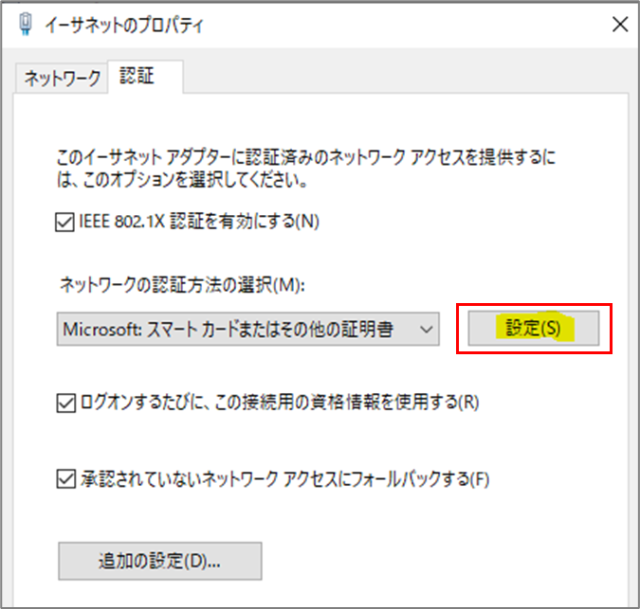 イーサネットのプロパティ
ネットワーク
認証
このイーサネット アダプターに認証済みのネットワーク アクセスを提供するに
は、このオプションを選択してください。
IEEE 802.1X 認証を有効にする(N)
ネットワークの認証方法の選択(M):
Microsoft: スマート カードまたはその他の証明書
設定(S)
ログオンするたびに、この接続用の資格情報を使用する(R)
承認されていないネットワーク アクセスにフォールバックする(F)
追加の設定(D)...